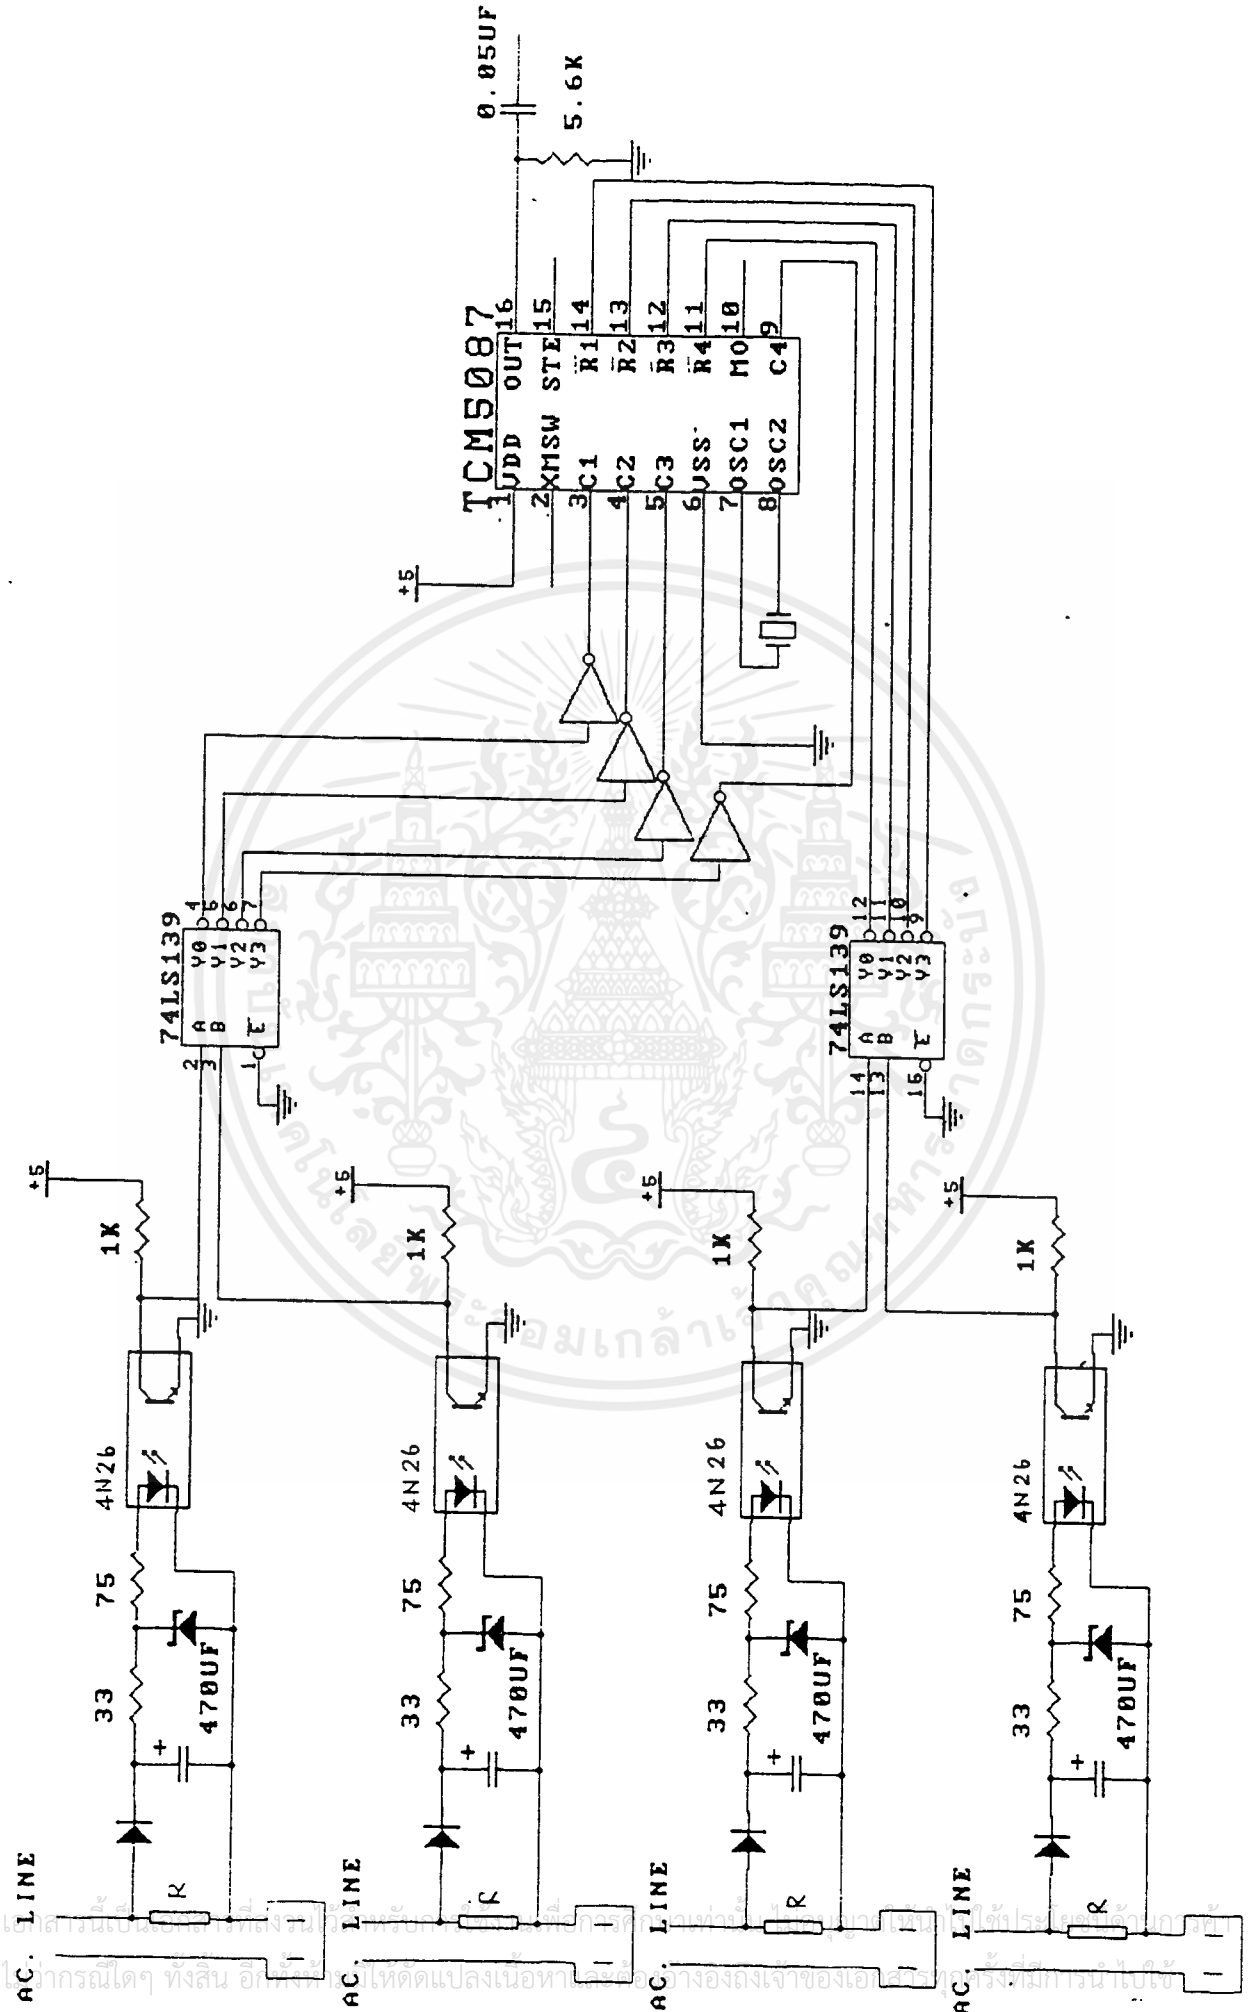 0.05UF
5.6K
TCM5087
VDD OUT
XMSW STE
C1 R1
C2 R2
C3 R3
VSS R4
OSC1 MO
OSC2 C4
1
2
3
4
5
6
7
8
16
15
14
13
12
11
10
9
+5
74LS139
A
B
E
Y0
Y1
Y2
Y3
2
3
1
4
5
6
7
74LS139
A
B
E
Y0
Y1
Y2
Y3
14
13
15
12
11
10
9
+5
1K
4N26
75
33
470UF
+
R
AC. LINE
+5
1K
4N26
75
33
470UF
+
R
AC. LINE
+5
1K
4N26
75
33
470UF
+
R
AC. LINE
+5
1K
4N26
75
33
470UF
+
R
AC. LINE